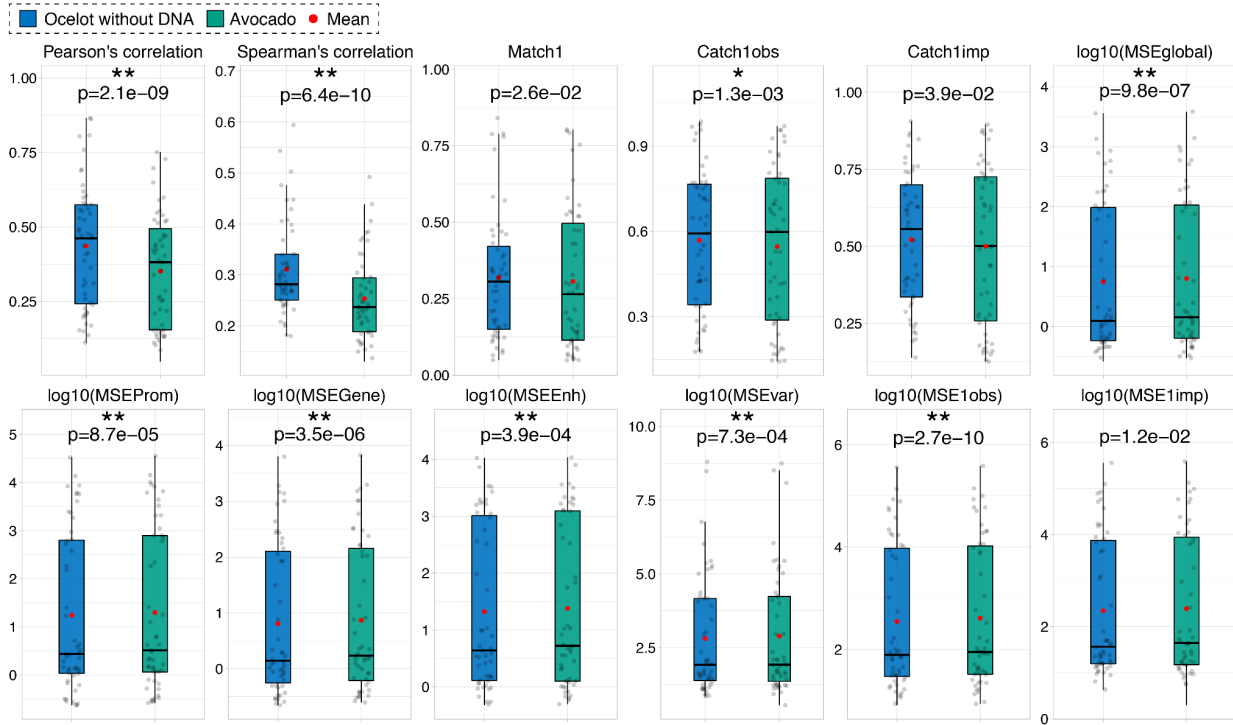 Ocelot without DNA Avocado Mean
Pearson's correlation Spearman's correlation Match1 Catch1obs Catch1imp log10(MSEglobal)
** ** * **
p=2.1e−09 p=6.4e−10 p=2.6e−02 p=1.3e−03 p=3.9e−02 p=9.8e−07
1.00 0.7 1.00 0.9 1.00 4
0.75 0.6 0.75 0.6 0.75 3
0.50 0.5 0.50 0.3 0.50 2
0.25 0.4 0.25 0.25 1
0.3 0.00 0
0.2
log10(MSEProm) log10(MSEGene) log10(MSEEnh) log10(MSEvar) log10(MSE1obs) log10(MSE1imp)
** ** ** ** **
p=8.7e−05 p=3.5e−06 p=3.9e−04 p=7.3e−04 p=2.7e−10 p=1.2e−02
5 4 4 10.0 6 6
4 3 3 7.5 4 4
3 2 2 5.0 2 2
2 1 1 2.5 0
1 0 0
0